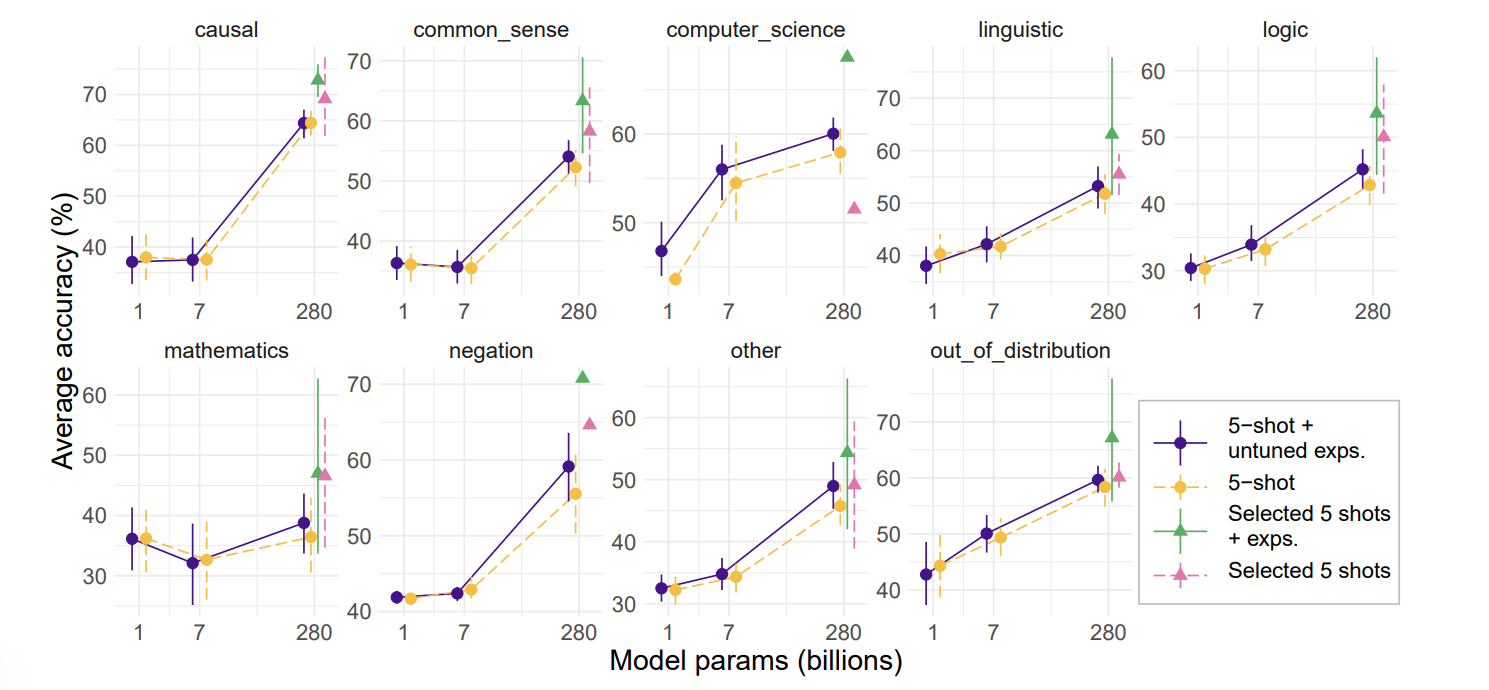 causal
common_sense
computer_science
linguistic
logic
70
60
50
40
70
60
50
40
60
50
70
60
50
40
60
50
40
30
1 7 280
1 7 280
1 7 280
1 7 280
1 7 280
Average accuracy (%)
mathematics
negation
other
out_of_distribution
60
50
40
30
70
60
50
40
60
50
40
30
70
60
50
40
1 7 280
1 7 280
1 7 280
1 7 280
Model params (billions)
5−shot +
untuned exps.
5−shot
Selected 5 shots
+ exps.
Selected 5 shots